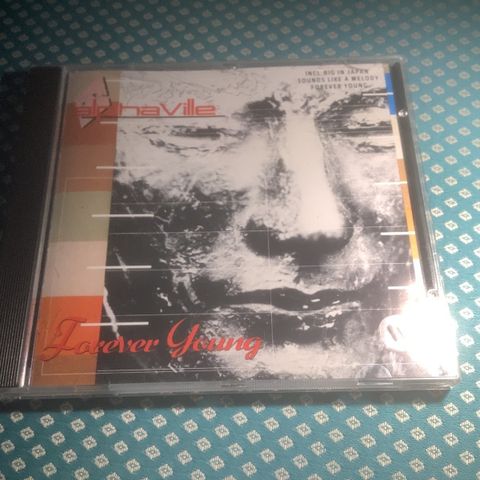 alphaville
INCL. BIG IN JAPAN
SOUNDS LIKE A MELODY
FOREVER YOUNG
Forever Young